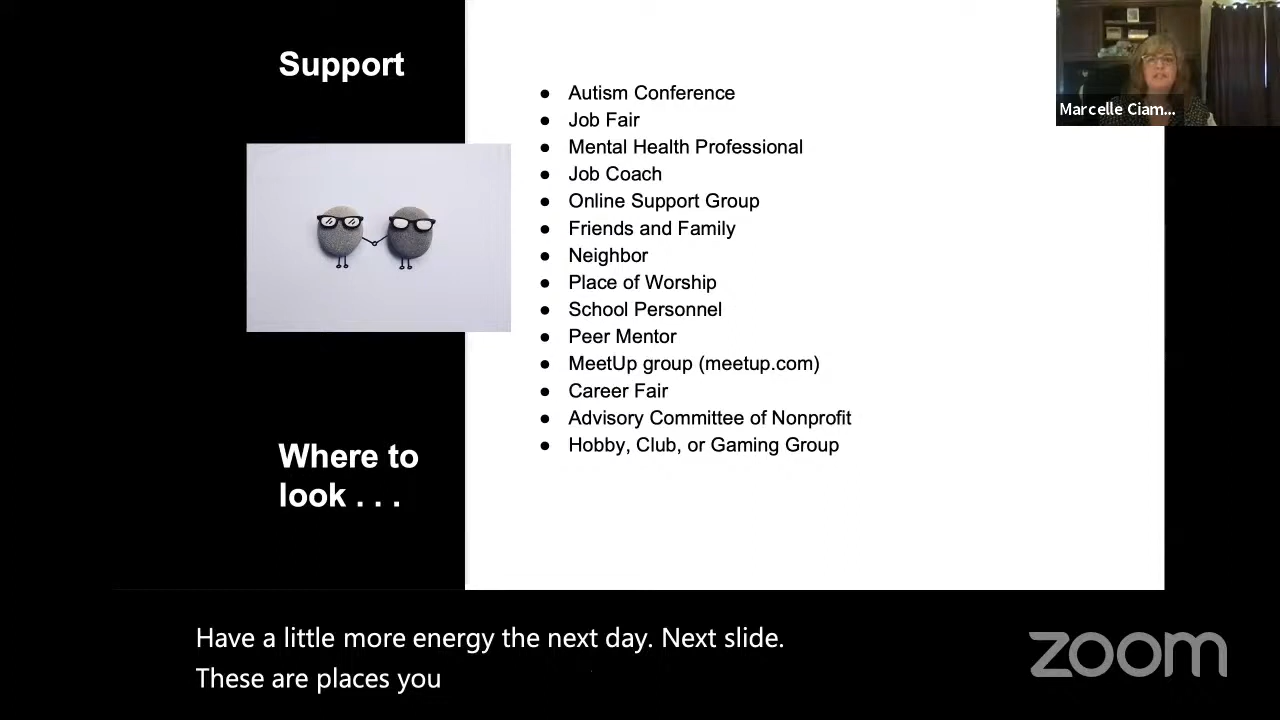 Support
Autism Conference
Job Fair
Mental Health Professional
Job Coach
Online Support Group
Friends and Family
Neighbor
Place of Worship
School Personnel
Peer Mentor
MeetUp group (meetup.com)
Career Fair
Advisory Committee of Nonprofit
Hobby, Club, or Gaming Group
Where to
look . . .
Marcelle Ciam...
Have a little more energy the next day. Next slide.
These are places you
zoom